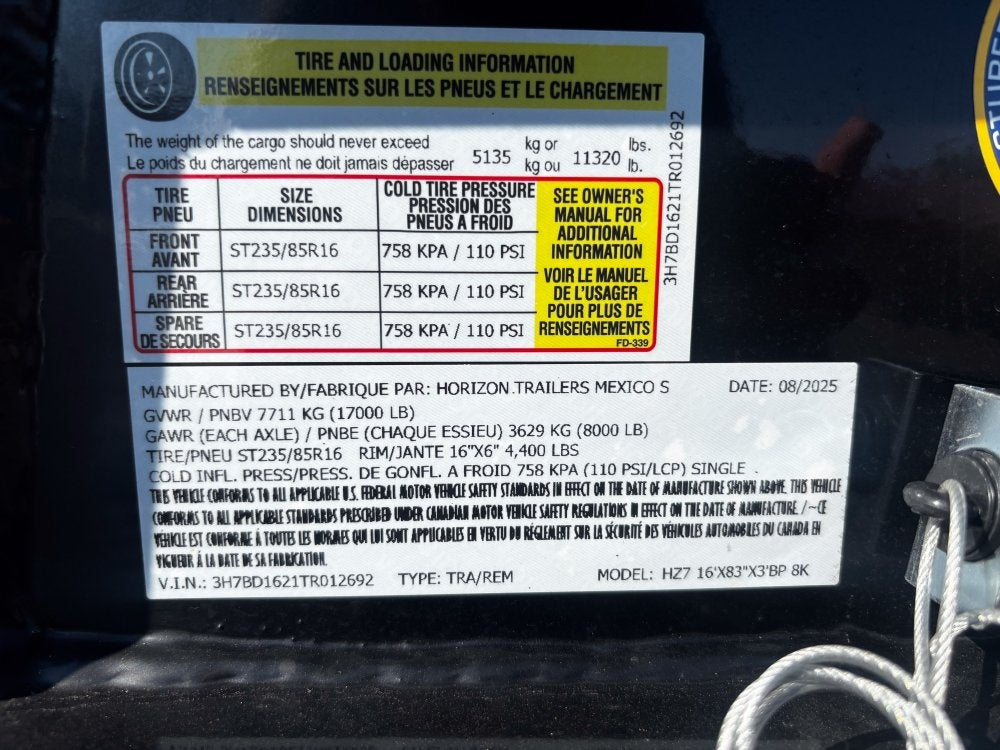 TIRE AND LOADING INFORMATION
RENSEIGNEMENTS SUR LES PNEUS ET LE CHARGEMENT
The weight of the cargo should never exceed 5135 kg or 11320 lbs.
Le poids du chargement ne doit jamais dépasser kg ou lb.
TIRE PNEU SIZE DIMENSIONS COLD TIRE PRESSURE PRESSION DES PNEUS A FROID
FRONT AVANT ST235/85R16 758 KPA / 110 PSI
REAR ARRIÈRE ST235/85R16 758 KPA / 110 PSI
SPARE DE SECOURS ST235/85R16 758 KPA / 110 PSI
SEE OWNER'S
MANUAL FOR
ADDITIONAL
INFORMATION
VOIR LE MANUEL
DE L'USAGER
POUR PLUS DE
RENSEIGNEMENTS
FD-339
3H7BD1621TR012692
MANUFACTURED BY/FABRIQUE PAR: HORIZON TRAILERS MEXICO S DATE: 08/2025
GVWR / PNBV 7711 KG (17000 LB)
GAWR (EACH AXLE) / PNBE (CHAQUE ESSIEU) 3629 KG (8000 LB)
TIRE/PNEU ST235/85R16 RIM/JANTE 16"X6" 4,400 LBS
COLD INFL. PRESS/PRESS. DE GONFL. A FROID 758 KPA (110 PSI/LCP) SINGLE .
THIS VEHICLE CONFORMS TO ALL APPLICABLE U.S. FEDERAL MOTOR VEHICLE SAFETY STANDARDS IN EFFECT ON THE DATE OF MANUFACTURE SHOWN ABOVE. THIS VEHICLE
CONFORMS TO ALL APPLICABLE STANDARDS PRESCRIBED UNDER CANADIAN MOTOR VEHICLE SAFETY REGULATIONS IN EFFECT ON THE DATE OF MANUFACTURE. / ~CE
VEHICLE EST CONFORME À TOUTES LES NORMES QUI LUI SONT APPLICABLES EN VERTU DU RÈGLEMENT SUR LA SÉCURITÉ DES VÉHICULES AUTOMOBILES DU CANADA EN
VIGUEUR À LA DATE DE SA FABRICATION.
V.I.N.: 3H7BD1621TR012692 TYPE: TRA/REM MODEL: HZ7 16'X83"X3'BP 8K